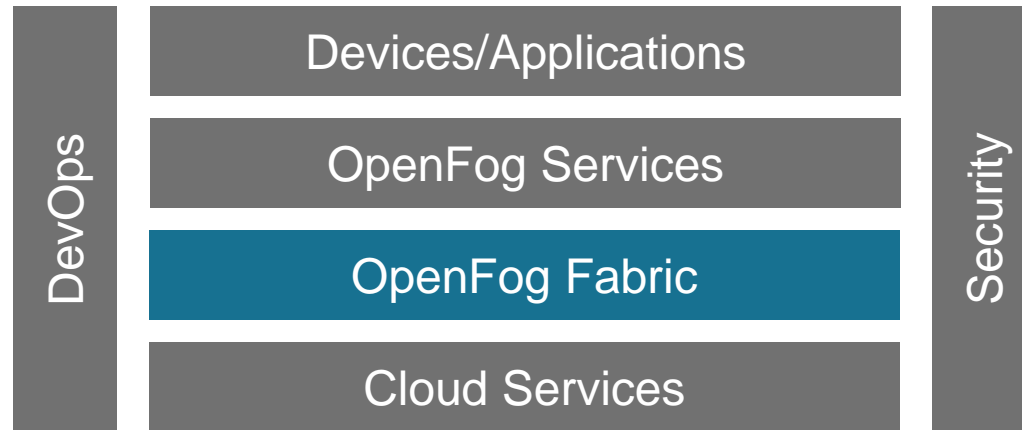 DevOps
Devices/Applications
OpenFog Services
OpenFog Fabric
Cloud Services
Security